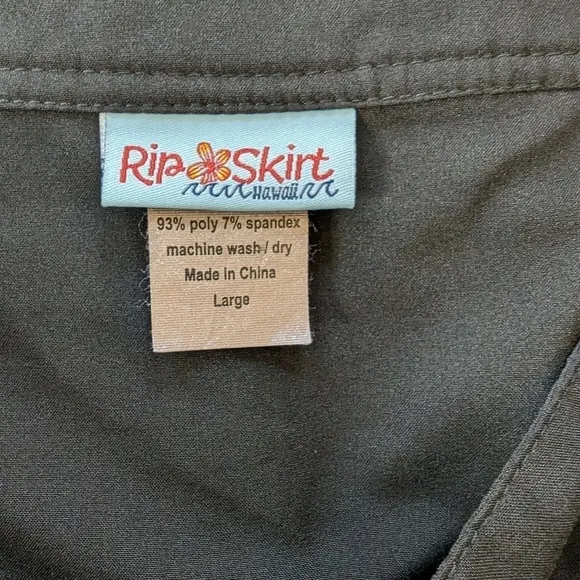 Rip Skirt
Hawaii
93% poly 7% spandex
machine wash / dry
Made in China
Large